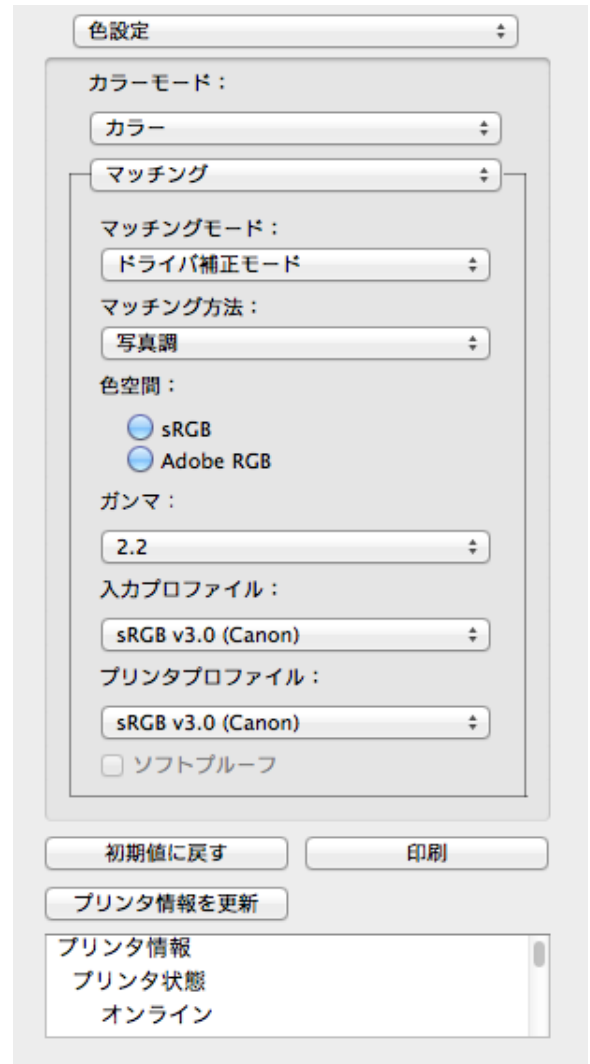 色設定
カラーモード：
カラー
マッチング
マッチングモード：
ドライバ補正モード
マッチング方法：
写真調
色空間：
sRGB
Adobe RGB
ガンマ：
2.2
入力プロファイル：
sRGB v3.0 (Canon)
プリンタプロファイル：
sRGB v3.0 (Canon)
ソフトプルーフ
初期値に戻す 印刷
プリンタ情報を更新
プリンタ情報
プリンタ状態
オンライン